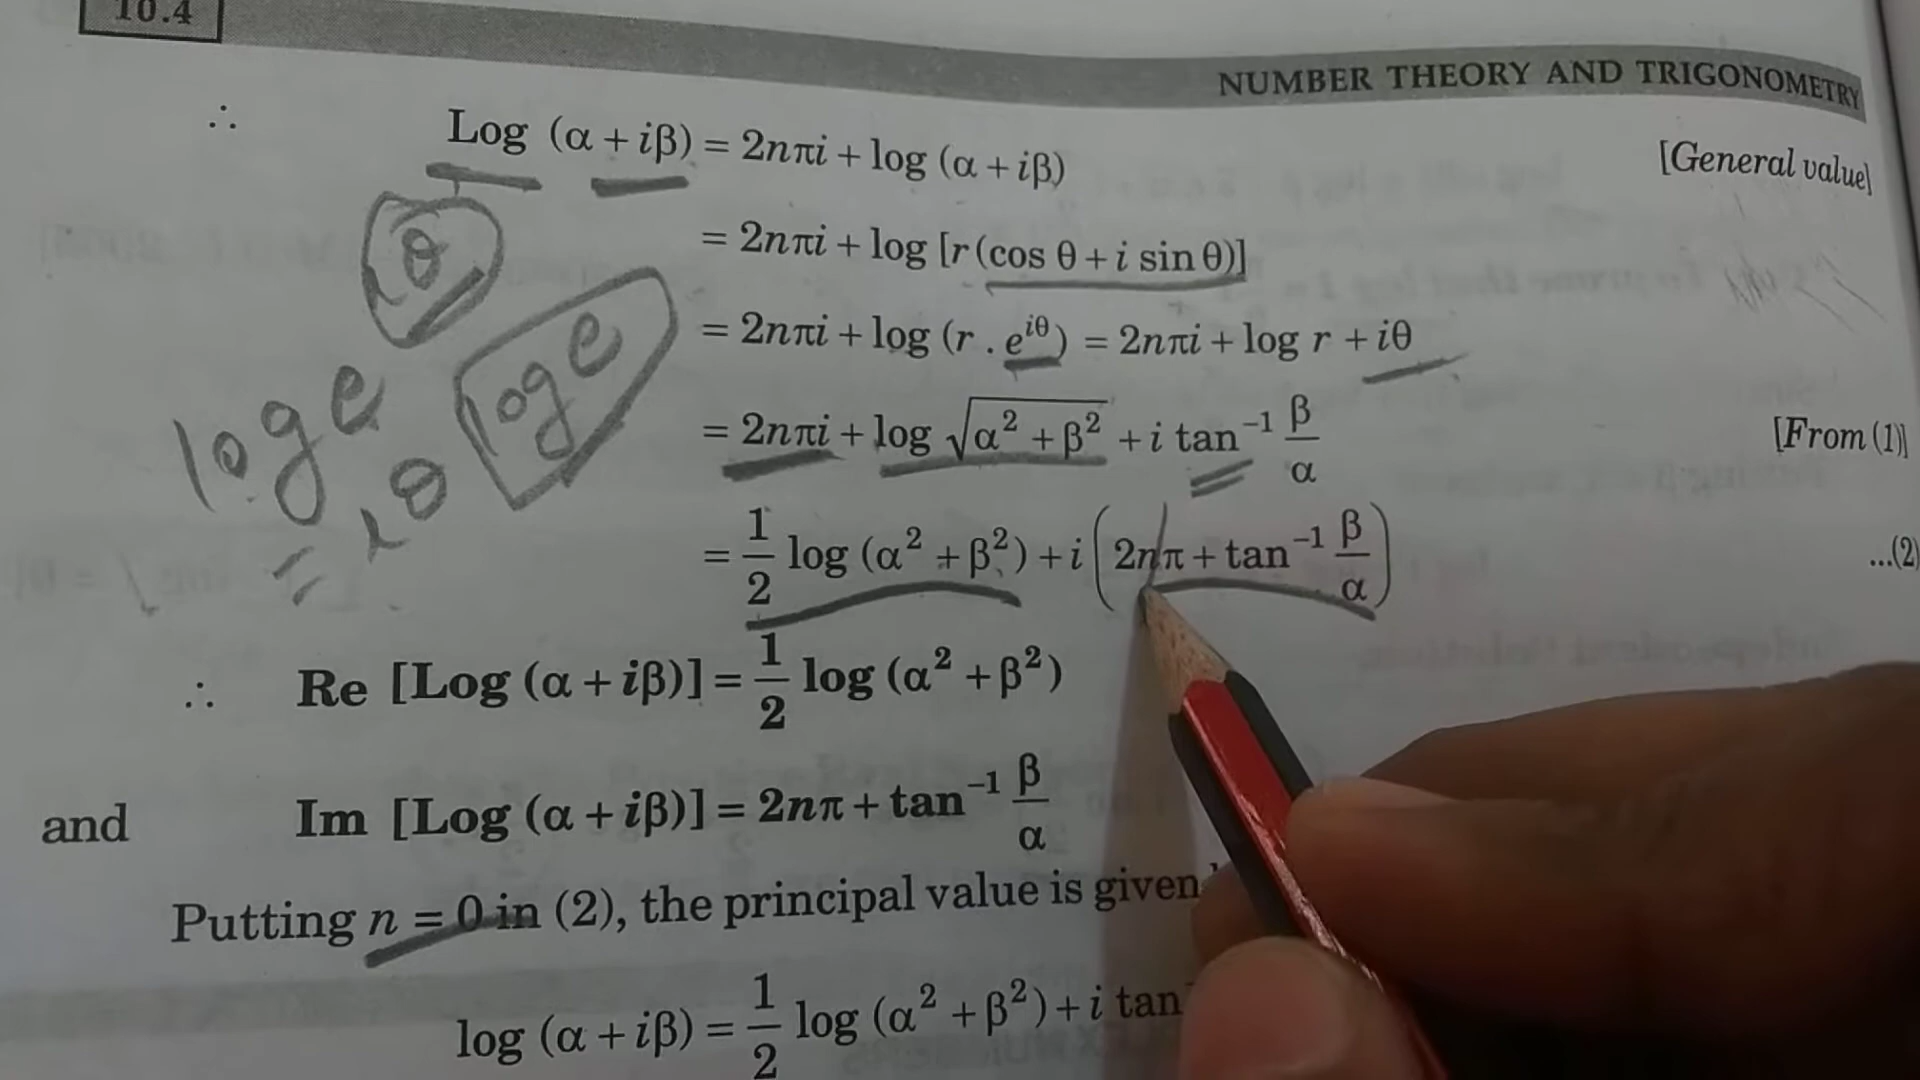 10.4
NUMBER THEORY AND TRIGONOMETRY
∴ Log (α + iβ) = 2nπi + log (α + iβ) [General value]
= 2nπi + log [r (cos θ + i sin θ)]
= 2nπi + log (r . e^{iθ}) = 2nπi + log r + iθ
= 2nπi + log √(α² + β²) + i tan⁻¹ β/α [From (1)]
= 1/2 log (α² + β²) + i (2nπ + tan⁻¹ β/α) ...(2)
∴ Re [Log (α + iβ)] = 1/2 log (α² + β²)
and Im [Log (α + iβ)] = 2nπ + tan⁻¹ β/α
Putting n = 0 in (2), the principal value is given
log (α + iβ) = 1/2 log (α² + β²) + i tan
log e^{iθ}
= iθ log e